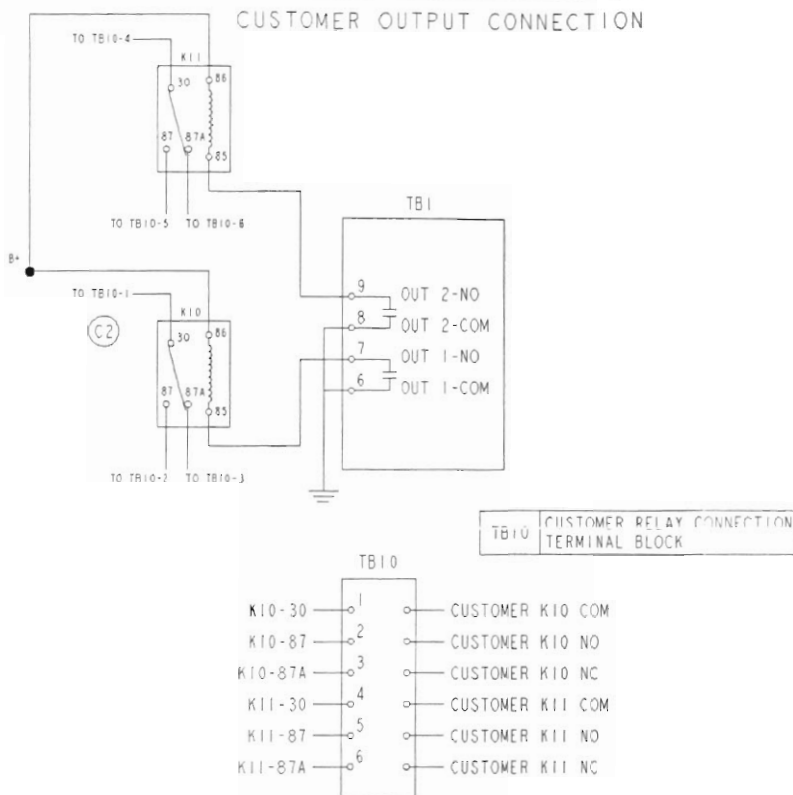 CUSTOMER OUTPUT CONNECTION
TO TB10-4
K11
30
86
87
87A
85
TO TB10-5 TO TB10-6
B+
TO TB10-1
K10
C2
30
86
87
87A
85
TO TB10-2 TO TB10-3
TB1
9 OUT 2-NO
8 OUT 2-COM
7 OUT 1-NO
6 OUT 1-COM
TB10 CUSTOMER RELAY CONNECTION
TERMINAL BLOCK
TB10
K10-30 1 CUSTOMER K10 COM
K10-87 2 CUSTOMER K10 NO
K10-87A 3 CUSTOMER K10 NC
K11-30 4 CUSTOMER K11 COM
K11-87 5 CUSTOMER K11 NO
K11-87A 6 CUSTOMER K11 NC